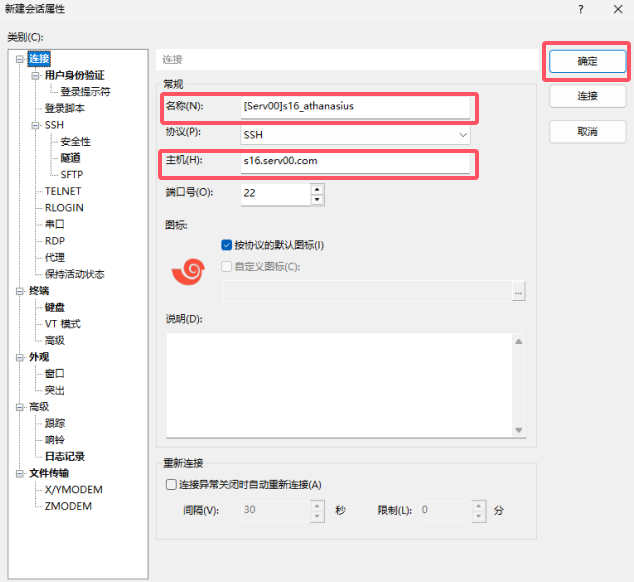 新建会话属性
? ×
类别(C):
连接
用户身份验证
登录提示符
登录脚本
SSH
安全性
隧道
SFTP
TELNET
RLOGIN
串口
RDP
代理
保持活动状态
终端
键盘
VT 模式
高级
外观
窗口
突出
高级
跟踪
响铃
日志记录
文件传输
X/YMODEM
ZMODEM
连接
常规
名称(N): [Serv00]s16_athanasius
协议(P): SSH
主机(H): s16.serv00.com
端口号(O): 22
图标:
按协议的默认图标(I)
自定义图标(C):
...
说明(D):
重新连接
连接异常关闭时自动重新连接(A)
间隔(V): 30 秒 限制(L): 0 分
确定
连接
取消